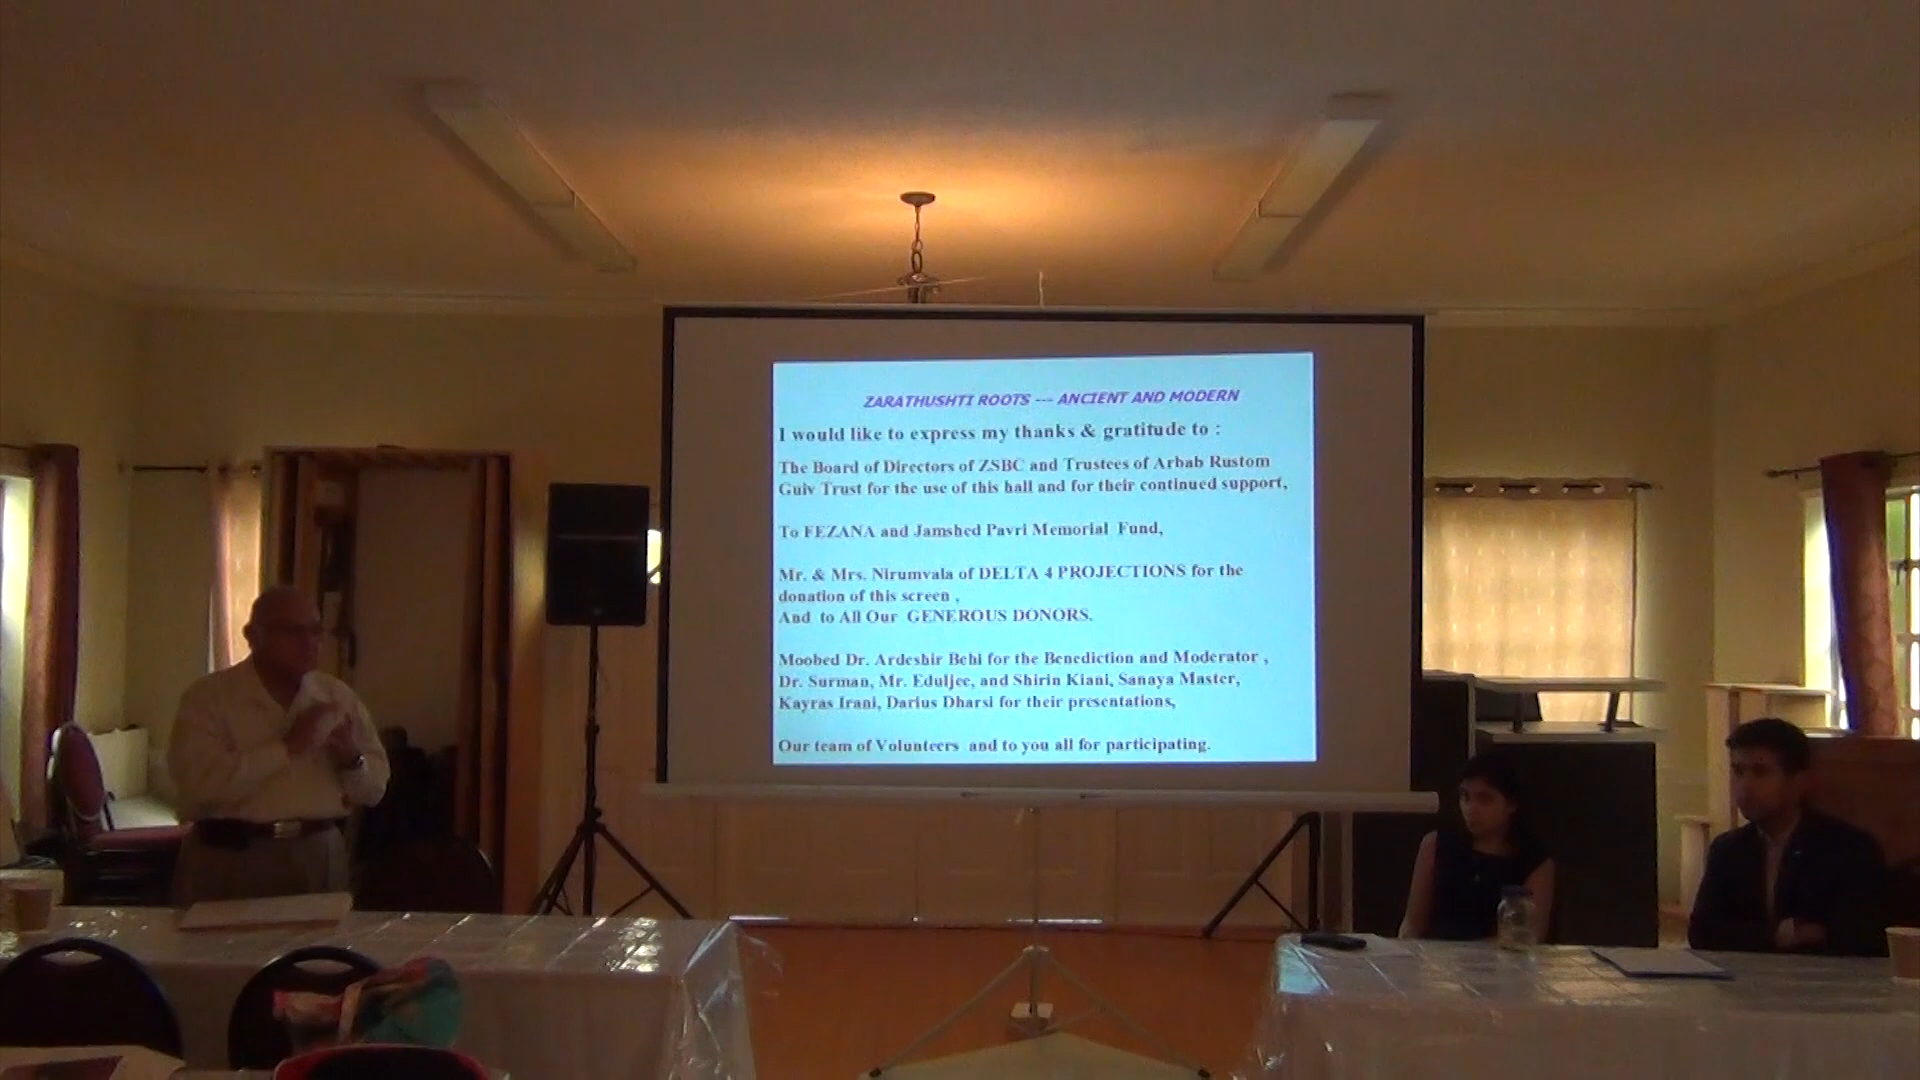 ZARATHUSHTI ROOTS --- ANCIENT AND MODERN
I would like to express my thanks & gratitude to :
The Board of Directors of ZSBC and Trustees of Arbab Rustom
Guiv Trust for the use of this hall and for their continued support,
To FEZANA and Jamshed Pavri Memorial Fund,
Mr. & Mrs. Nirumvala of DELTA 4 PROJECTIONS for the
donation of this screen ,
And to All Our GENEROUS DONORS.
Moobed Dr. Ardeshir Behi for the Benediction and Moderator ,
Dr. Surman, Mr. Eduljee, and Shirin Kiani, Sanaya Master,
Kayras Irani, Darius Dharsi for their presentations,
Our team of Volunteers and to you all for participating.